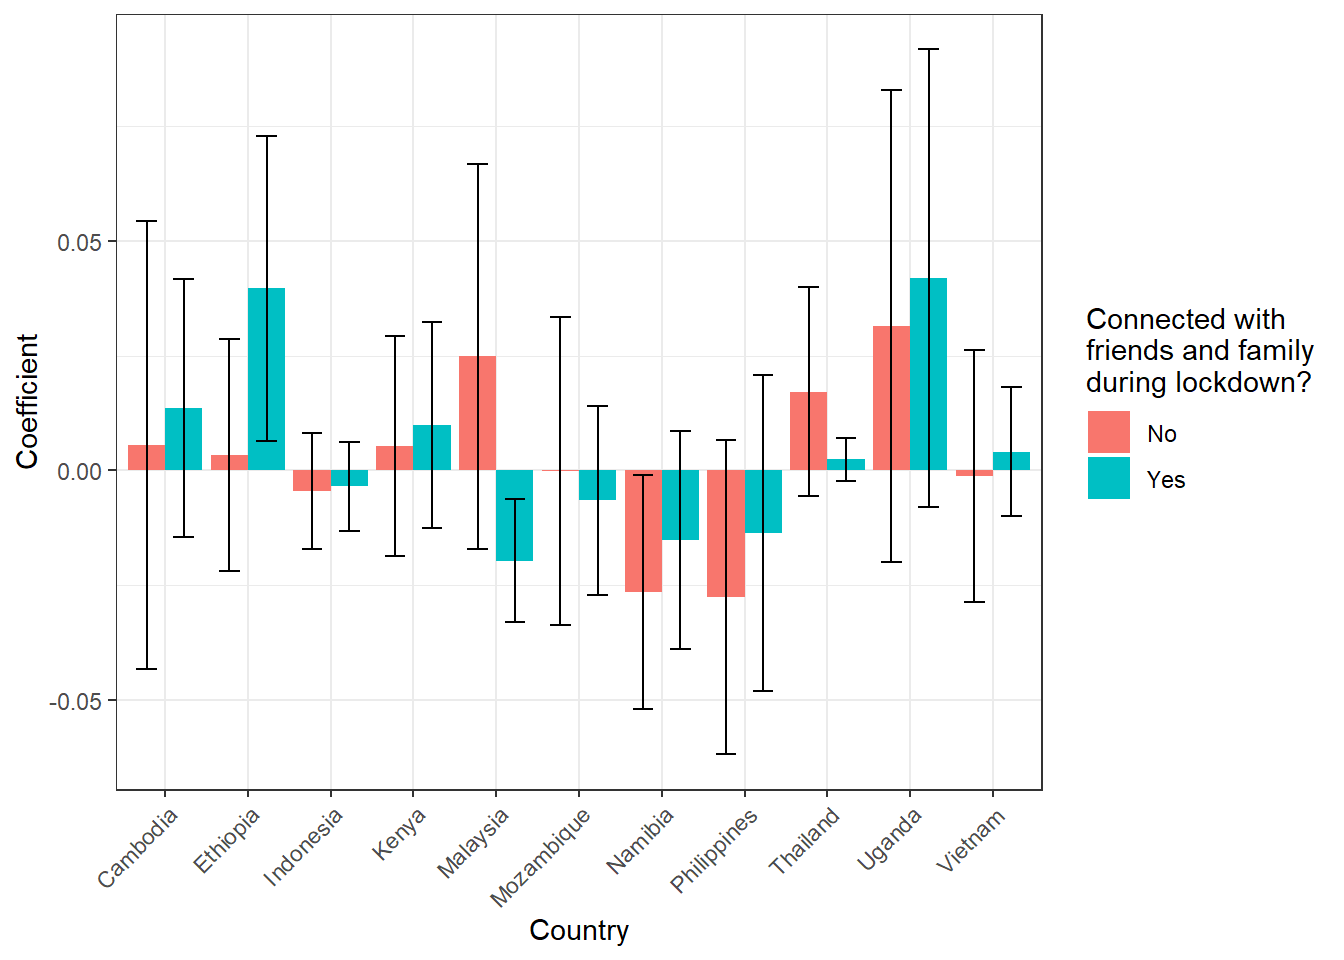 0.05
0.00
-0.05
Coefficient
Cambodia
Ethiopia
Indonesia
Kenya
Malaysia
Mozambique
Namibia
Philippines
Thailand
Uganda
Vietnam
Country
Connected with
friends and family
during lockdown?
No
Yes